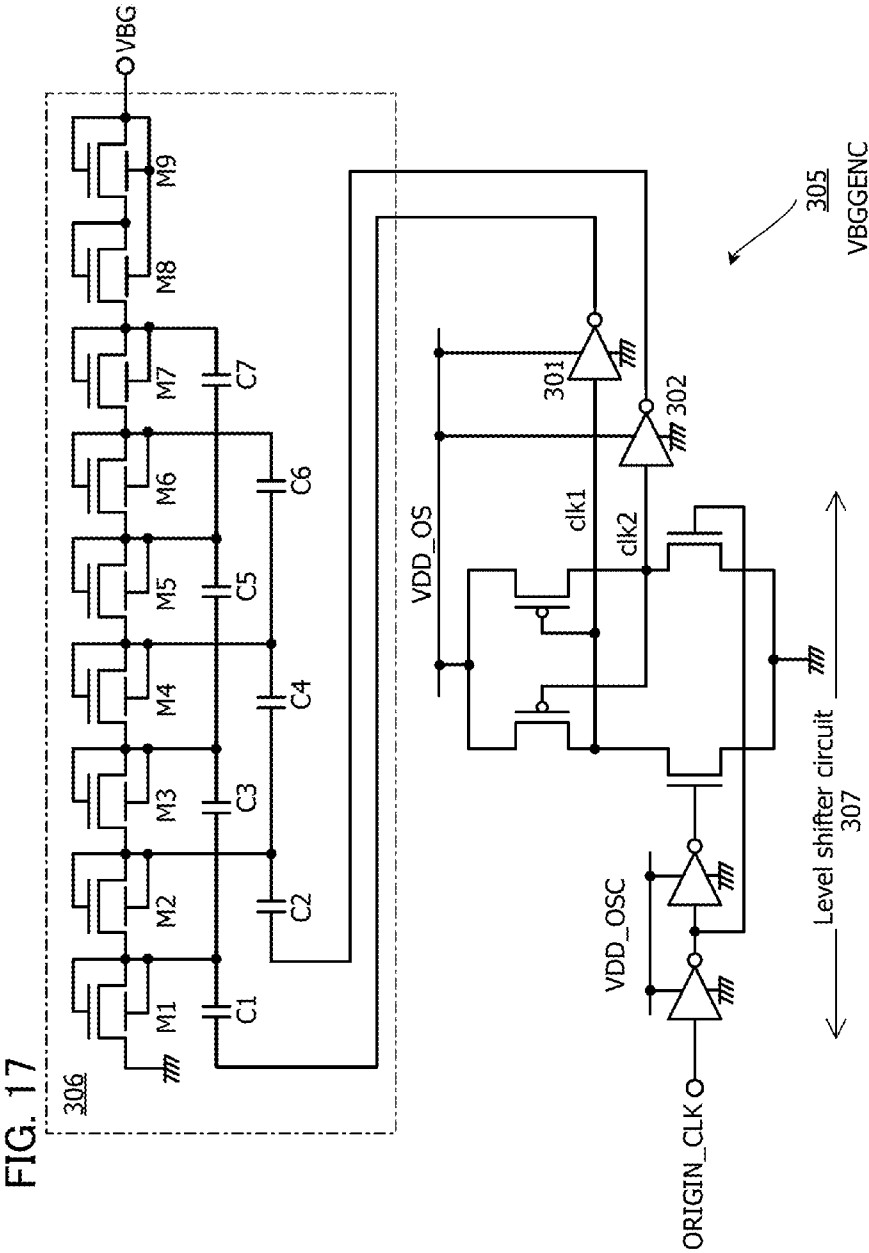 FIG. 17
306
VBG
M1
M2
M3
M4
M5
M6
M7
M8
M9
C1
C3
C5
C7
C2
C4
C6
VDD_OS
301
clk1
302
clk2
VDD_OSC
ORIGIN_CLK
Level shifter circuit
307
305
VBGGENC